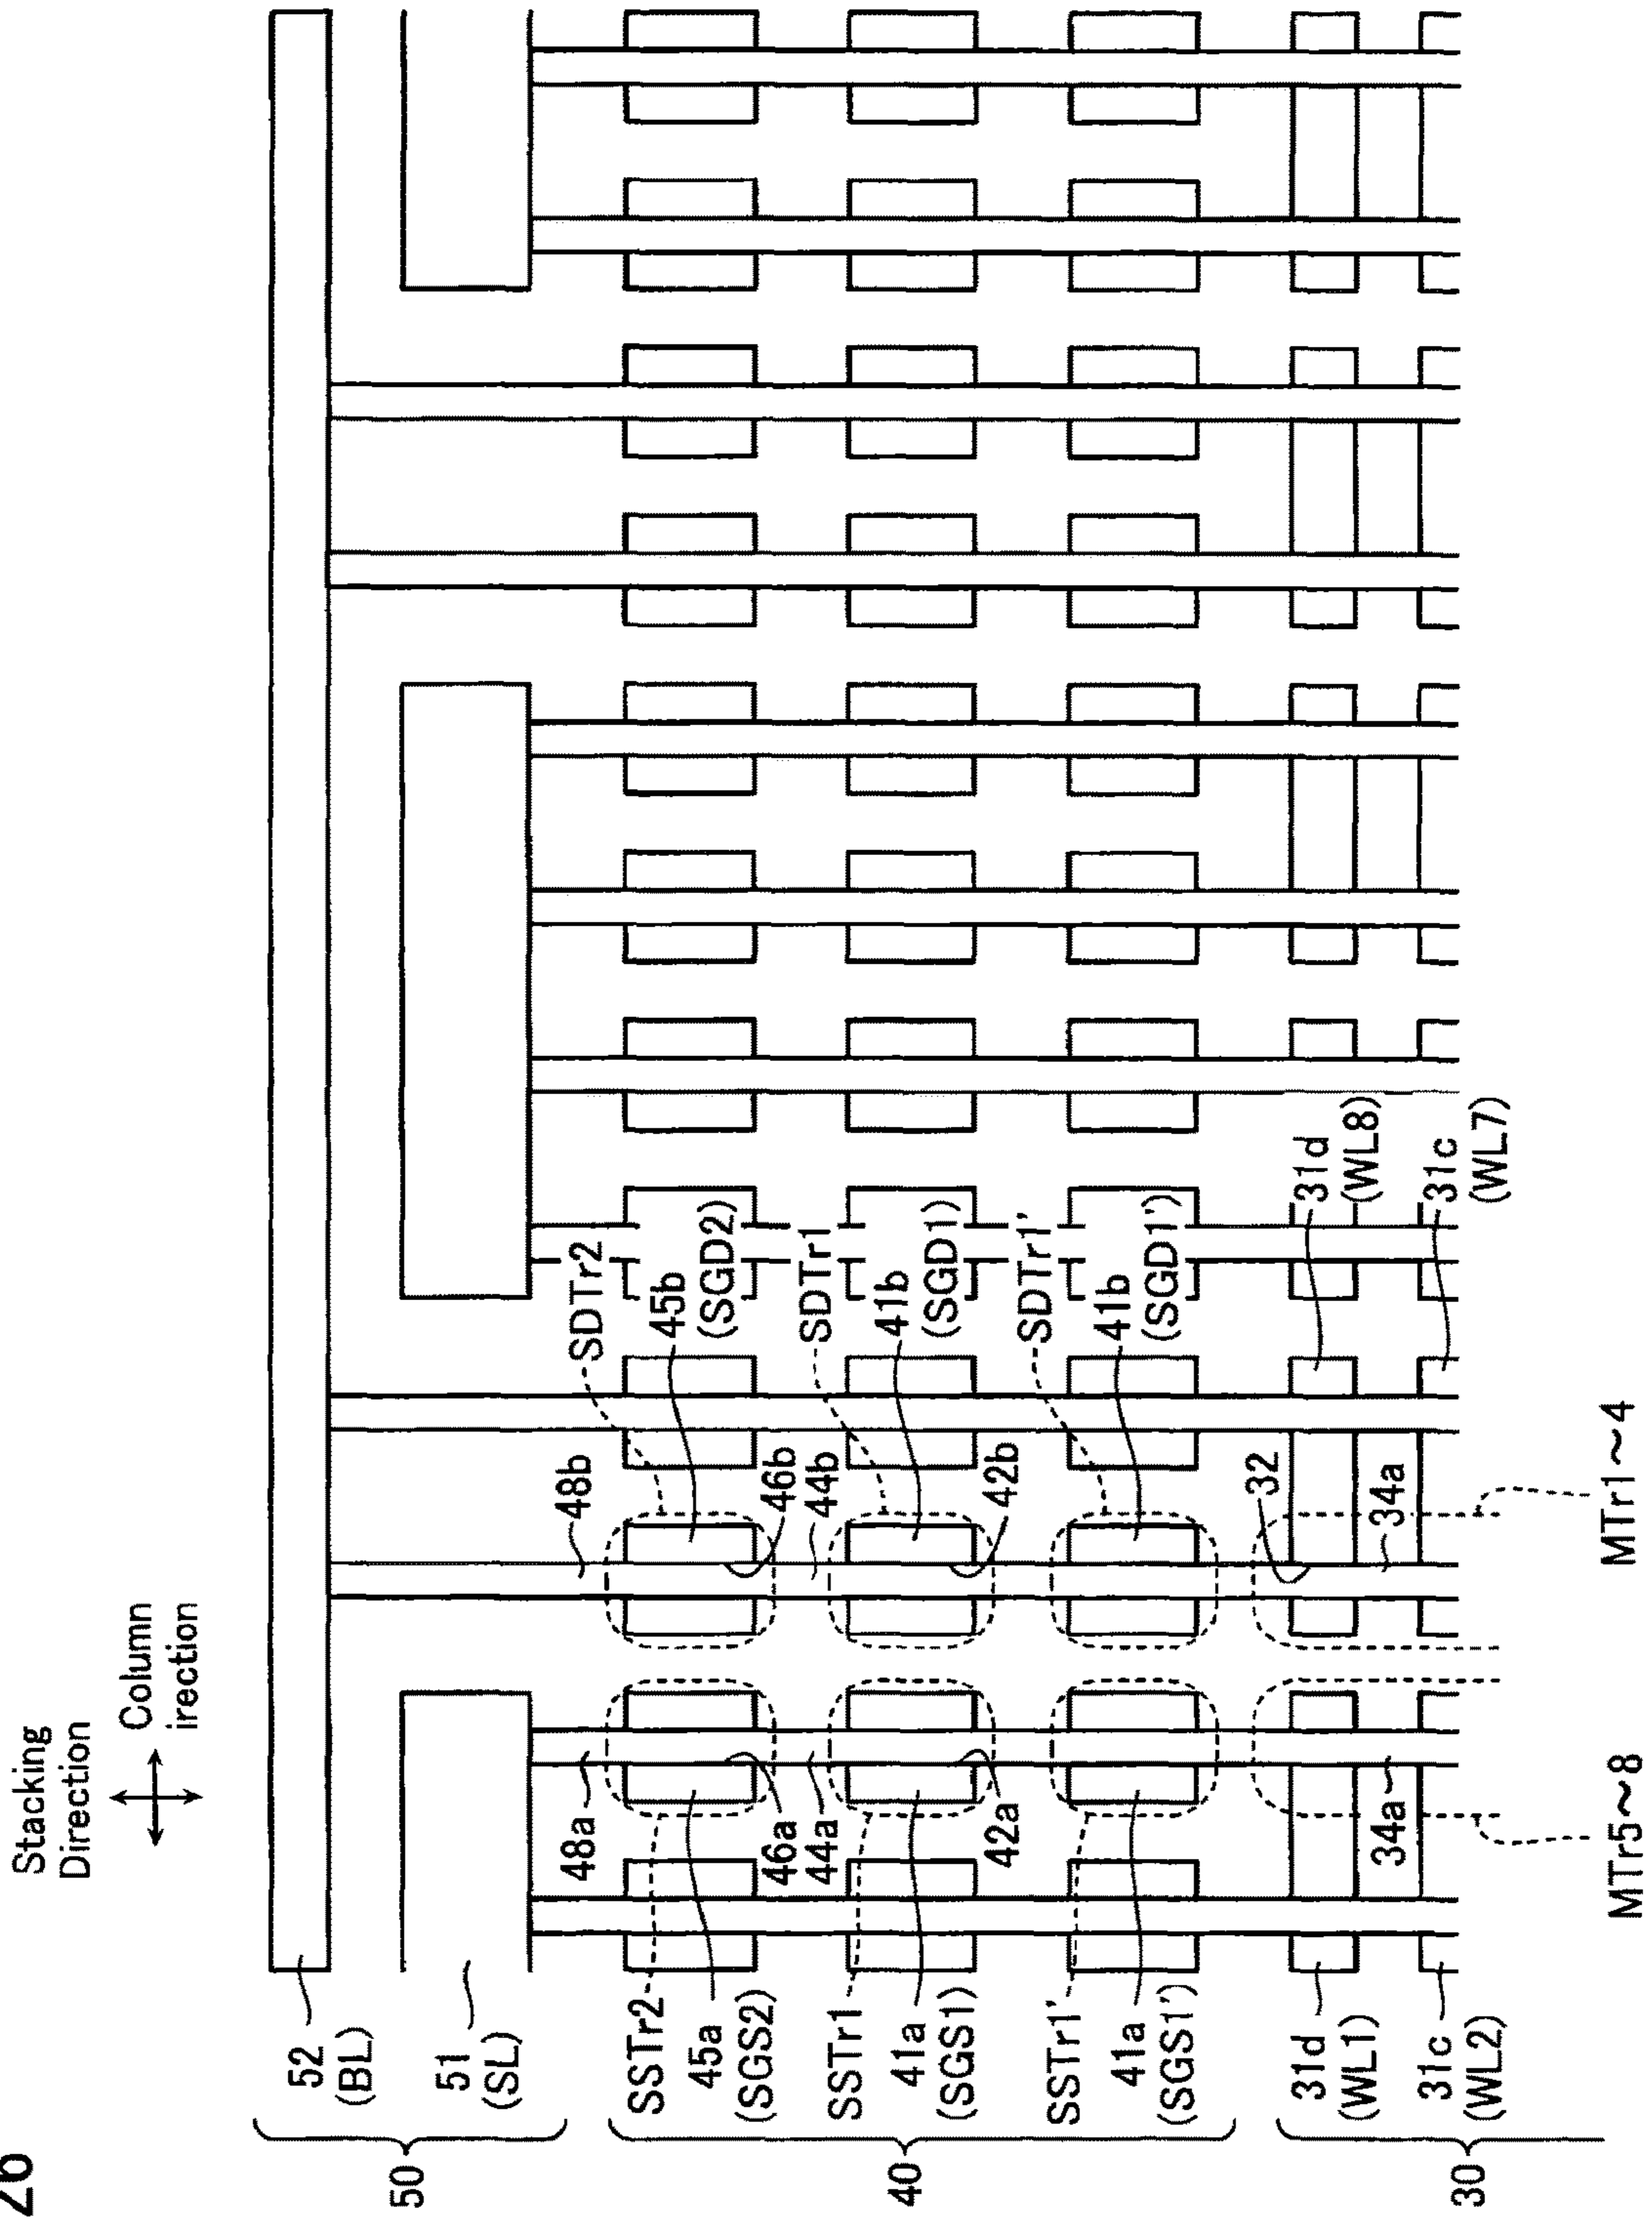 26
Stacking
Direction
Column
irection
50
52
(BL)
51
(SL)
40
SSTr2
45a
(SGS2)
SSTr1
41a
(SGS1)
SSTr1'
41a
(SGS1')
30
31d
(WL1)
31c
(WL2)
48a
46a
44a
42a
34a
MTr5~8
48b
46b
44b
42b
32
34a
MTr1~4
SDTr2
45b
(SGD2)
SDTr1
41b
(SGD1)
SDTr1'
41b
(SGD1')
31d
(WL8)
31c
(WL7)